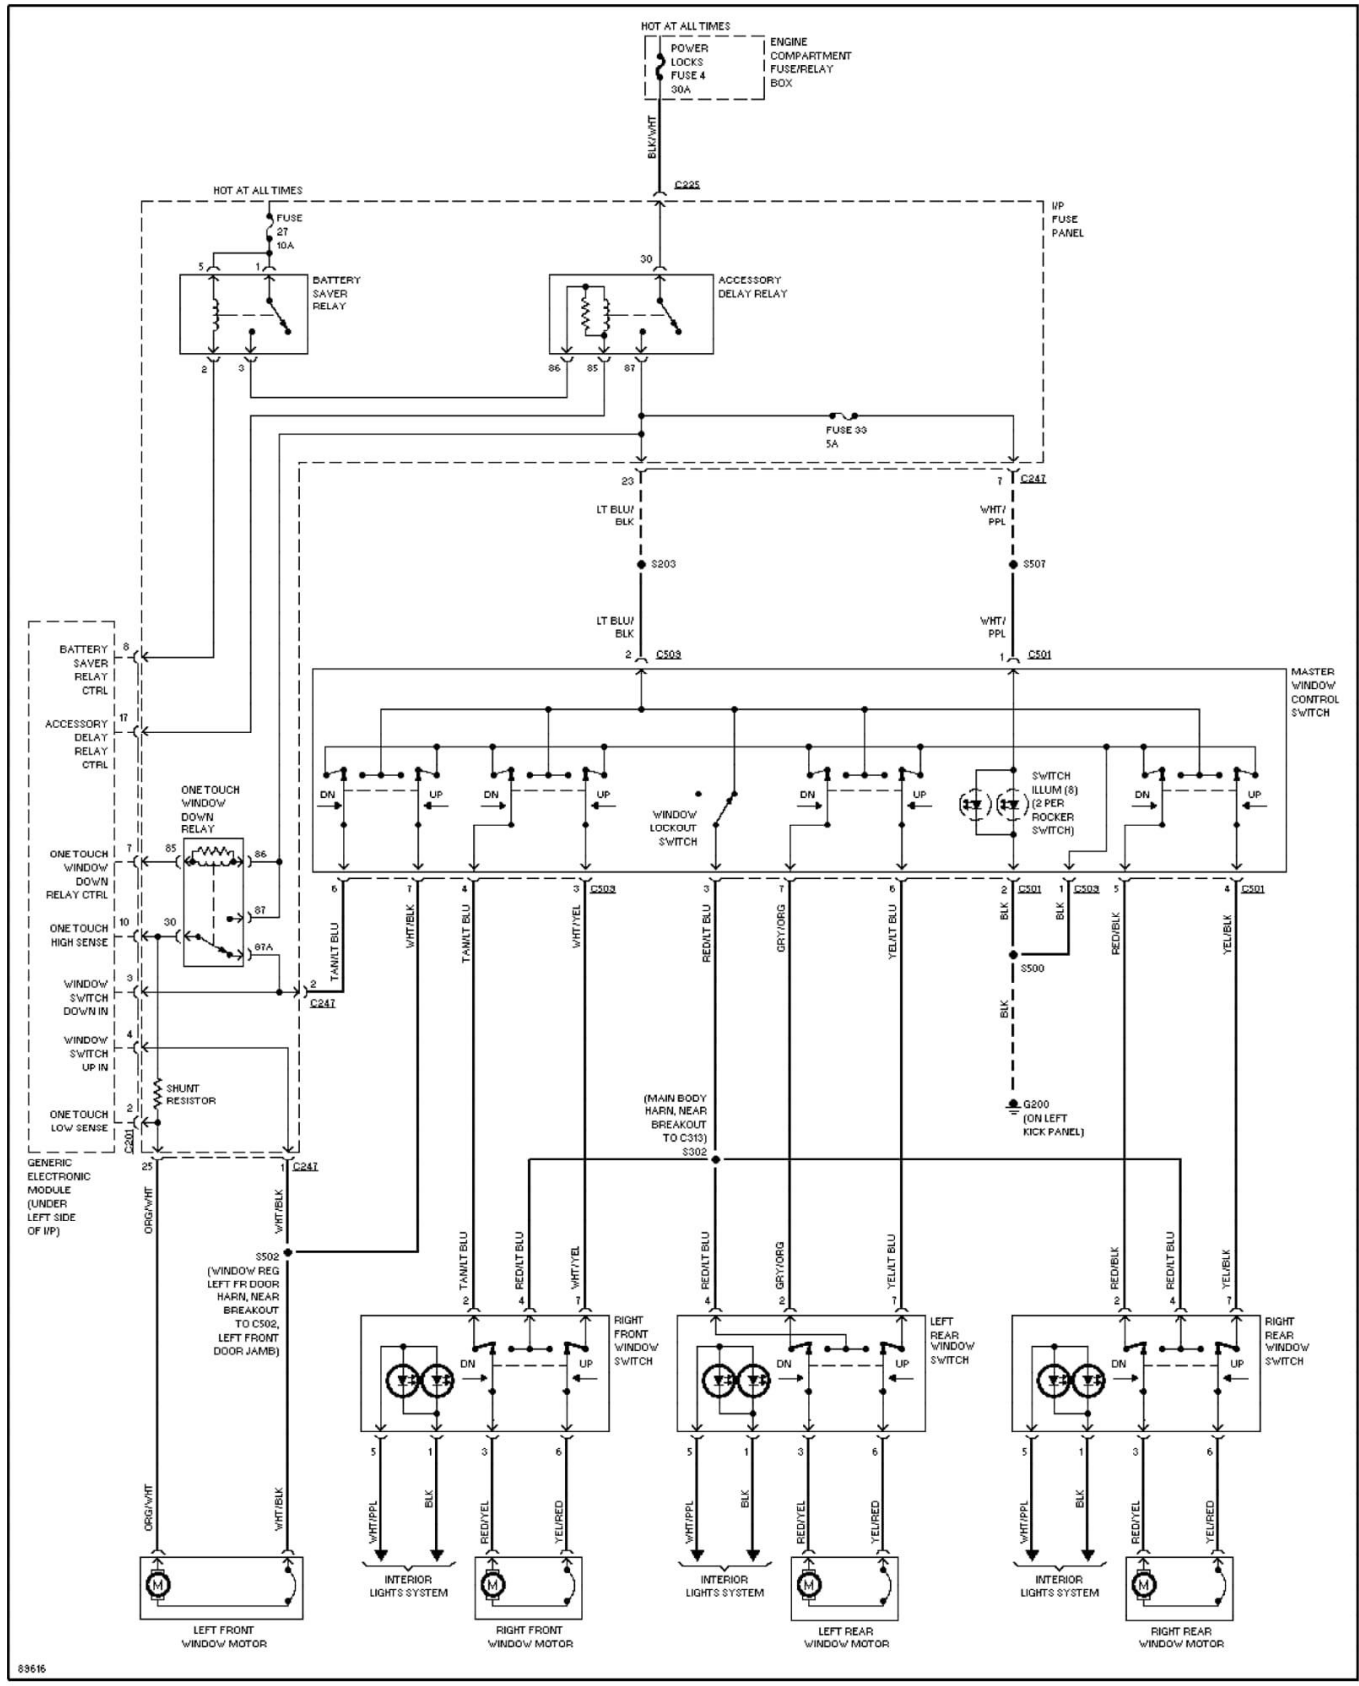 HOT AT ALL TIMES
POWER
LOCKS
FUSE 4
30A
ENGINE
COMPARTMENT
FUSE/RELAY
BOX
BLK/WHT
C225
HOT AT ALL TIMES
I/P
FUSE
PANEL
FUSE
27
10A
5
1
BATTERY
SAVER
RELAY
30
ACCESSORY
DELAY RELAY
2
3
86
85
87
FUSE 33
5A
23
7
C247
LT BLU/
BLK
WHT/
PPL
S203
S507
LT BLU/
BLK
WHT/
PPL
2
C503
1
C501
BATTERY
SAVER
RELAY
CTRL
8
MASTER
WINDOW
CONTROL
SWITCH
ACCESSORY
DELAY
RELAY
CTRL
17
DN
UP
DN
UP
WINDOW
LOCKOUT
SWITCH
DN
UP
SWITCH
ILLUM (8)
(2 PER
ROCKER
SWITCH)
DN
UP
ONE TOUCH
WINDOW
DOWN
RELAY
ONE TOUCH
WINDOW
DOWN
RELAY CTRL
7
85
86
6
7
4
3
C503
3
7
6
2
C501
1
C503
5
4
C501
ONE TOUCH
HIGH SENSE
10
30
87
87A
TAN/LT BLU
WHT/BLK
TAN/LT BLU
WHT/YEL
RED/LT BLU
GRY/ORG
YEL/LT BLU
BLK
BLK
RED/BLK
YEL/BLK
S500
WINDOW
SWITCH
DOWN IN
3
2
C247
BLK
WINDOW
SWITCH
UP IN
4
SHUNT
RESISTOR
ONE TOUCH
LOW SENSE
2
C201
(MAIN BODY
HARN, NEAR
BREAKOUT
TO C313)
S302
G200
(ON LEFT
KICK PANEL)
GENERIC
ELECTRONIC
MODULE
(UNDER
LEFT SIDE
OF I/P)
25
1
C247
ORG/WHT
WHT/BLK
S502
(WINDOW REG
LEFT FR DOOR
HARN, NEAR
BREAKOUT
TO C502,
LEFT FRONT
DOOR JAMB)
TAN/LT BLU
RED/LT BLU
WHT/YEL
RED/LT BLU
GRY/ORG
YEL/LT BLU
RED/BLK
RED/LT BLU
YEL/BLK
2
4
7
4
2
7
2
4
7
RIGHT
FRONT
WINDOW
SWITCH
LEFT
REAR
WINDOW
SWITCH
RIGHT
REAR
WINDOW
SWITCH
DN
UP
DN
UP
DN
UP
5
1
3
6
5
1
3
6
5
1
3
6
ORG/WHT
WHT/BLK
WHT/PPL
BLK
RED/YEL
YEL/RED
WHT/PPL
BLK
RED/YEL
YEL/RED
WHT/PPL
BLK
RED/YEL
YEL/RED
M
INTERIOR
LIGHTS SYSTEM
M
INTERIOR
LIGHTS SYSTEM
M
INTERIOR
LIGHTS SYSTEM
M
LEFT FRONT
WINDOW MOTOR
RIGHT FRONT
WINDOW MOTOR
LEFT REAR
WINDOW MOTOR
RIGHT REAR
WINDOW MOTOR
89616